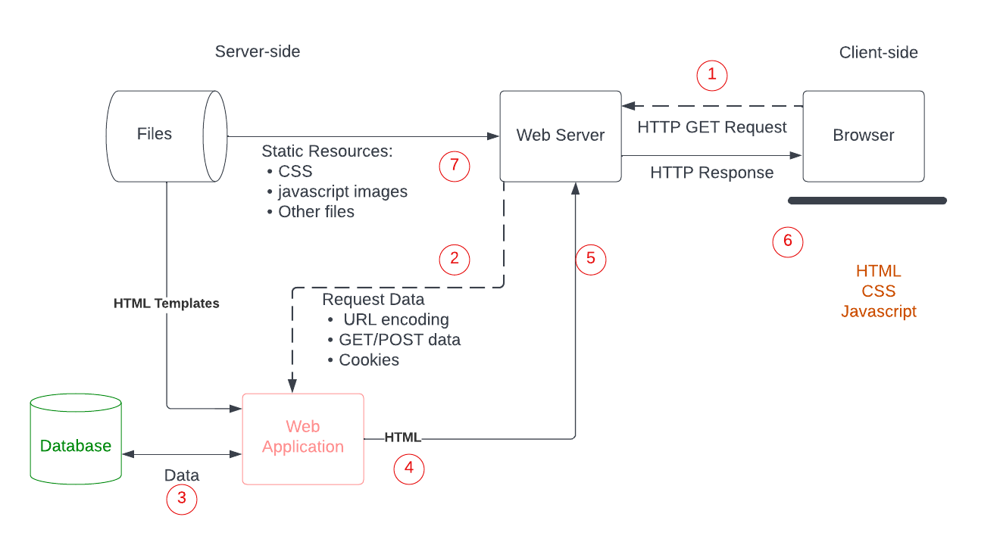 Server-side
Client-side
1
Files
Web Server
HTTP GET Request
Browser
Static Resources:
• CSS
• javascript images
• Other files
7
HTTP Response
2
5
6
HTML
CSS
Javascript
HTML Templates
Request Data
• URL encoding
• GET/POST data
• Cookies
Database
Web
Application
HTML
4
Data
3